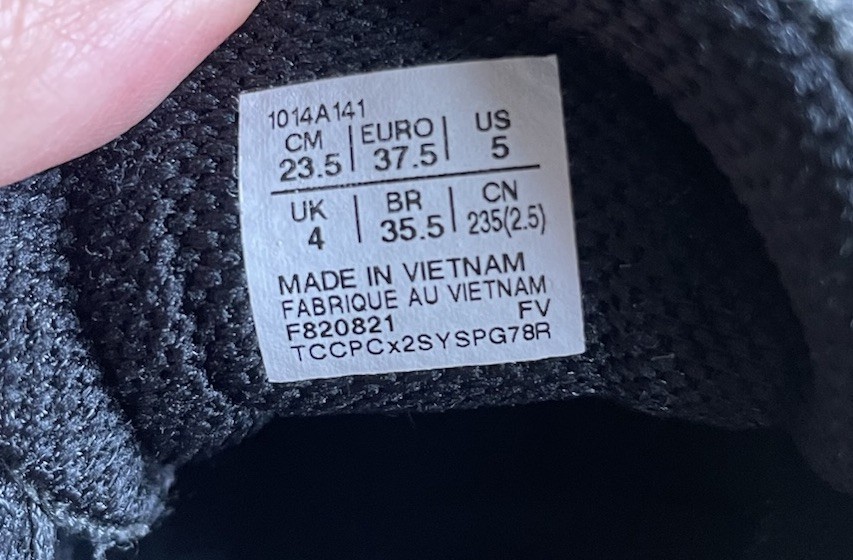 1014A141
CM | EURO | US
23.5 | 37.5 | 5
UK | BR | CN
4 | 35.5 | 235(2.5)
MADE IN VIETNAM
FABRIQUE AU VIETNAM
F820821 FV
TCCPCx2SYSPG78R